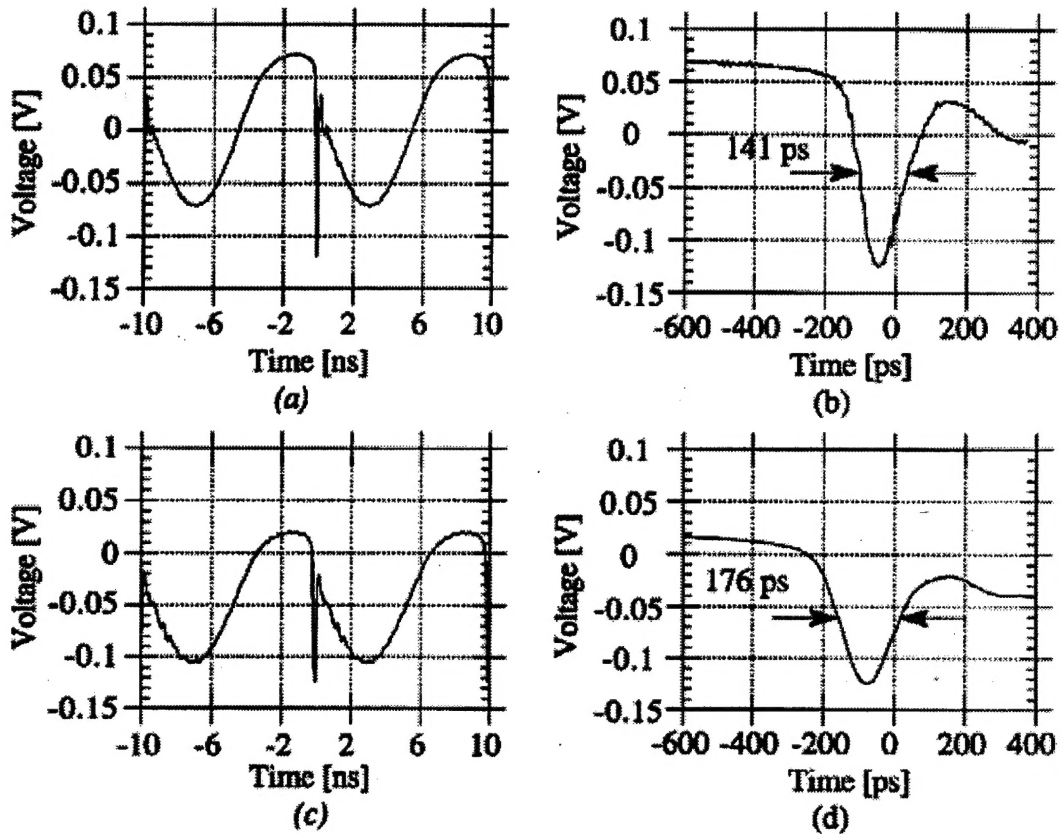 0.1
0.05
0
-0.05
-0.1
-0.15
Voltage [V]
-10 -6 -2 2 6 10
Time [ns]
(a)
0.1
0.05
0
-0.05
-0.1
-0.15
Voltage [V]
141 ps
-600 -400 -200 0 200 400
Time [ps]
(b)
0.1
0.05
0
-0.05
-0.1
-0.15
Voltage [V]
-10 -6 -2 2 6 10
Time [ns]
(c)
0.1
0.05
0
-0.05
-0.1
-0.15
Voltage [V]
176 ps
-600 -400 -200 0 200 400
Time [ps]
(d)